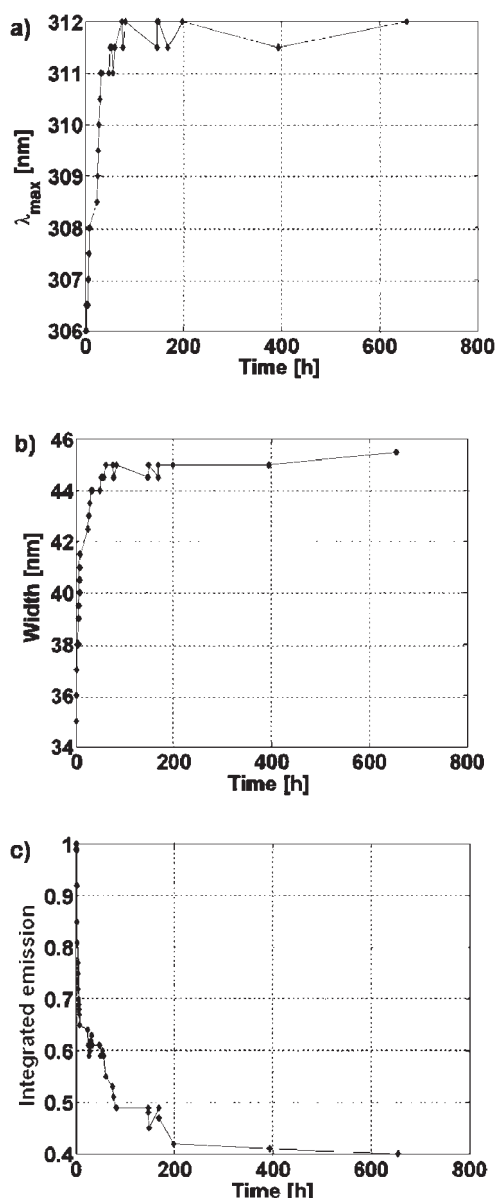 a)
312
311
310
309
308
307
306
λmax [nm]
0 200 400 600 800
Time [h]
b)
46
44
42
40
38
36
34
Width [nm]
0 200 400 600 800
Time [h]
c)
1
0.9
0.8
0.7
0.6
0.5
0.4
Integrated emission
0 200 400 600 800
Time [h]